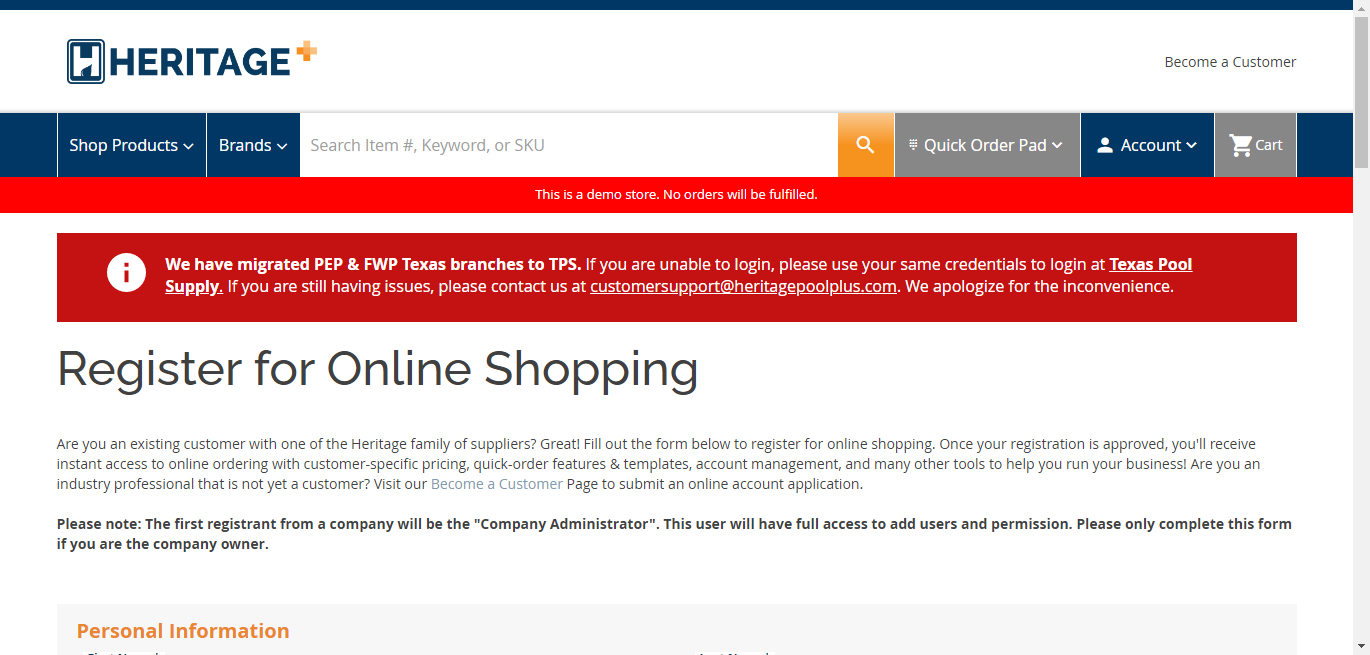 HERITAGE
Become a Customer
Shop Products
Brands
Search Item #, Keyword, or SKU
Quick Order Pad
Account
Cart
This is a demo store. No orders will be fulfilled.
We have migrated PEP & FWP Texas branches to TPS. If you are unable to login, please use your same credentials to login at Texas Pool
Supply. If you are still having issues, please contact us at customersupport@heritagepoolplus.com. We apologize for the inconvenience.
Register for Online Shopping
Are you an existing customer with one of the Heritage family of suppliers? Great! Fill out the form below to register for online shopping. Once your registration is approved, you'll receive
instant access to online ordering with customer-specific pricing, quick-order features & templates, account management, and many other tools to help you run your business! Are you an
industry professional that is not yet a customer? Visit our Become a Customer Page to submit an online account application.
Please note: The first registrant from a company will be the "Company Administrator". This user will have full access to add users and permission. Please only complete this form
if you are the company owner.
Personal Information